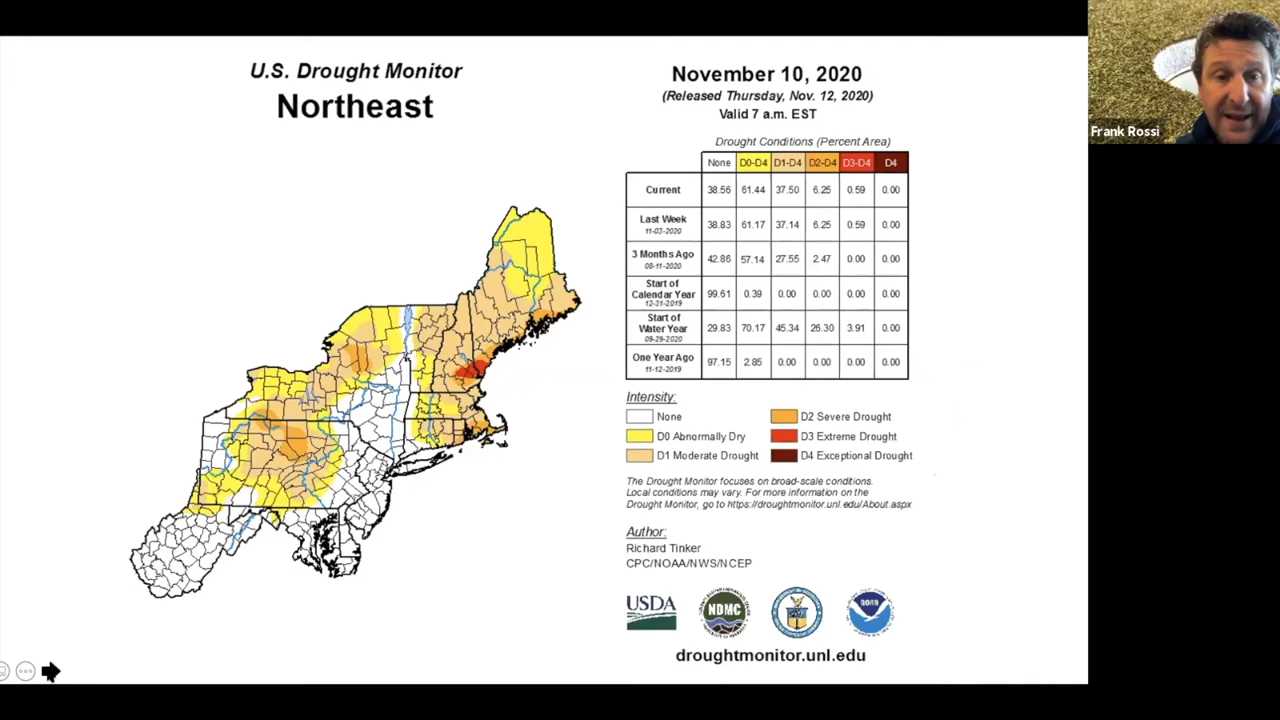 U.S. Drought Monitor
Northeast
November 10, 2020
(Released Thursday, Nov. 12, 2020)
Valid 7 a.m. EST
Drought Conditions (Percent Area)
None D0-D4 D1-D4 D2-D4 D3-D4 D4
Current 38.56 61.44 37.50 6.25 0.59 0.00
Last Week
11-03-2020
38.83 61.17 37.14 6.25 0.59 0.00
3 Months Ago
08-11-2020
42.86 57.14 27.55 2.47 0.00 0.00
Start of
Calendar Year
12-31-2019
99.61 0.39 0.00 0.00 0.00 0.00
Start of
Water Year
09-29-2020
29.83 70.17 45.34 26.30 3.91 0.00
One Year Ago
11-12-2019
97.15 2.85 0.00 0.00 0.00 0.00
Intensity:
None
D0 Abnormally Dry
D1 Moderate Drought
D2 Severe Drought
D3 Extreme Drought
D4 Exceptional Drought
The Drought Monitor focuses on broad-scale conditions.
Local conditions may vary. For more information on the
Drought Monitor, go to https://droughtmonitor.unl.edu/About.aspx
Author:
Richard Tinker
CPC/NOAA/NWS/NCEP
USDA
NDMC
NOAA
droughtmonitor.unl.edu
Frank Rossi